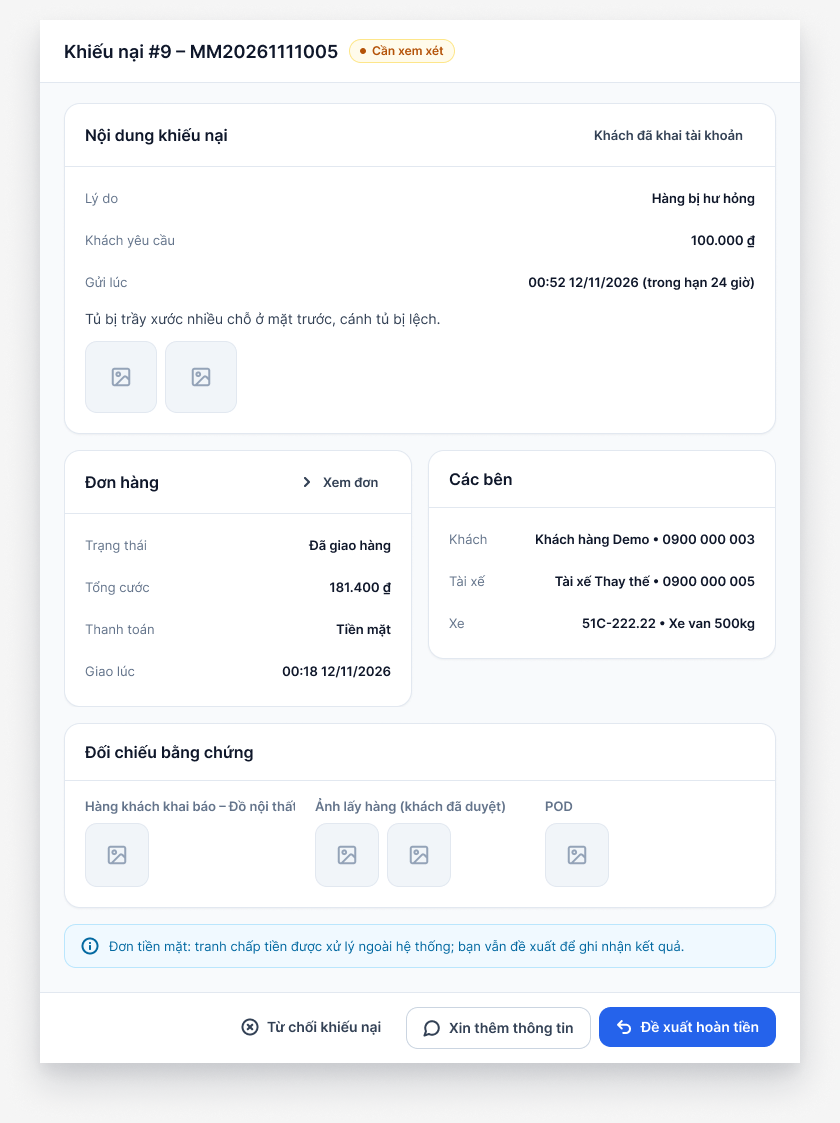 Khiếu nại #9 – MM20261111005
Cần xem xét
Nội dung khiếu nại
Khách đã khai tài khoản
Lý do
Hàng bị hư hỏng
Khách yêu cầu
100.000 ₫
Gửi lúc
00:52 12/11/2026 (trong hạn 24 giờ)
Tủ bị trầy xước nhiều chỗ ở mặt trước, cánh tủ bị lệch.
Đơn hàng
Xem đơn
Trạng thái
Đã giao hàng
Tổng cước
181.400 ₫
Thanh toán
Tiền mặt
Giao lúc
00:18 12/11/2026
Các bên
Khách
Khách hàng Demo • 0900 000 003
Tài xế
Tài xế Thay thế • 0900 000 005
Xe
51C-222.22 • Xe van 500kg
Đối chiếu bằng chứng
Hàng khách khai báo – Đồ nội thất
Ảnh lấy hàng (khách đã duyệt)
POD
Đơn tiền mặt: tranh chấp tiền được xử lý ngoài hệ thống; bạn vẫn đề xuất để ghi nhận kết quả.
Từ chối khiếu nại
Xin thêm thông tin
Đề xuất hoàn tiền